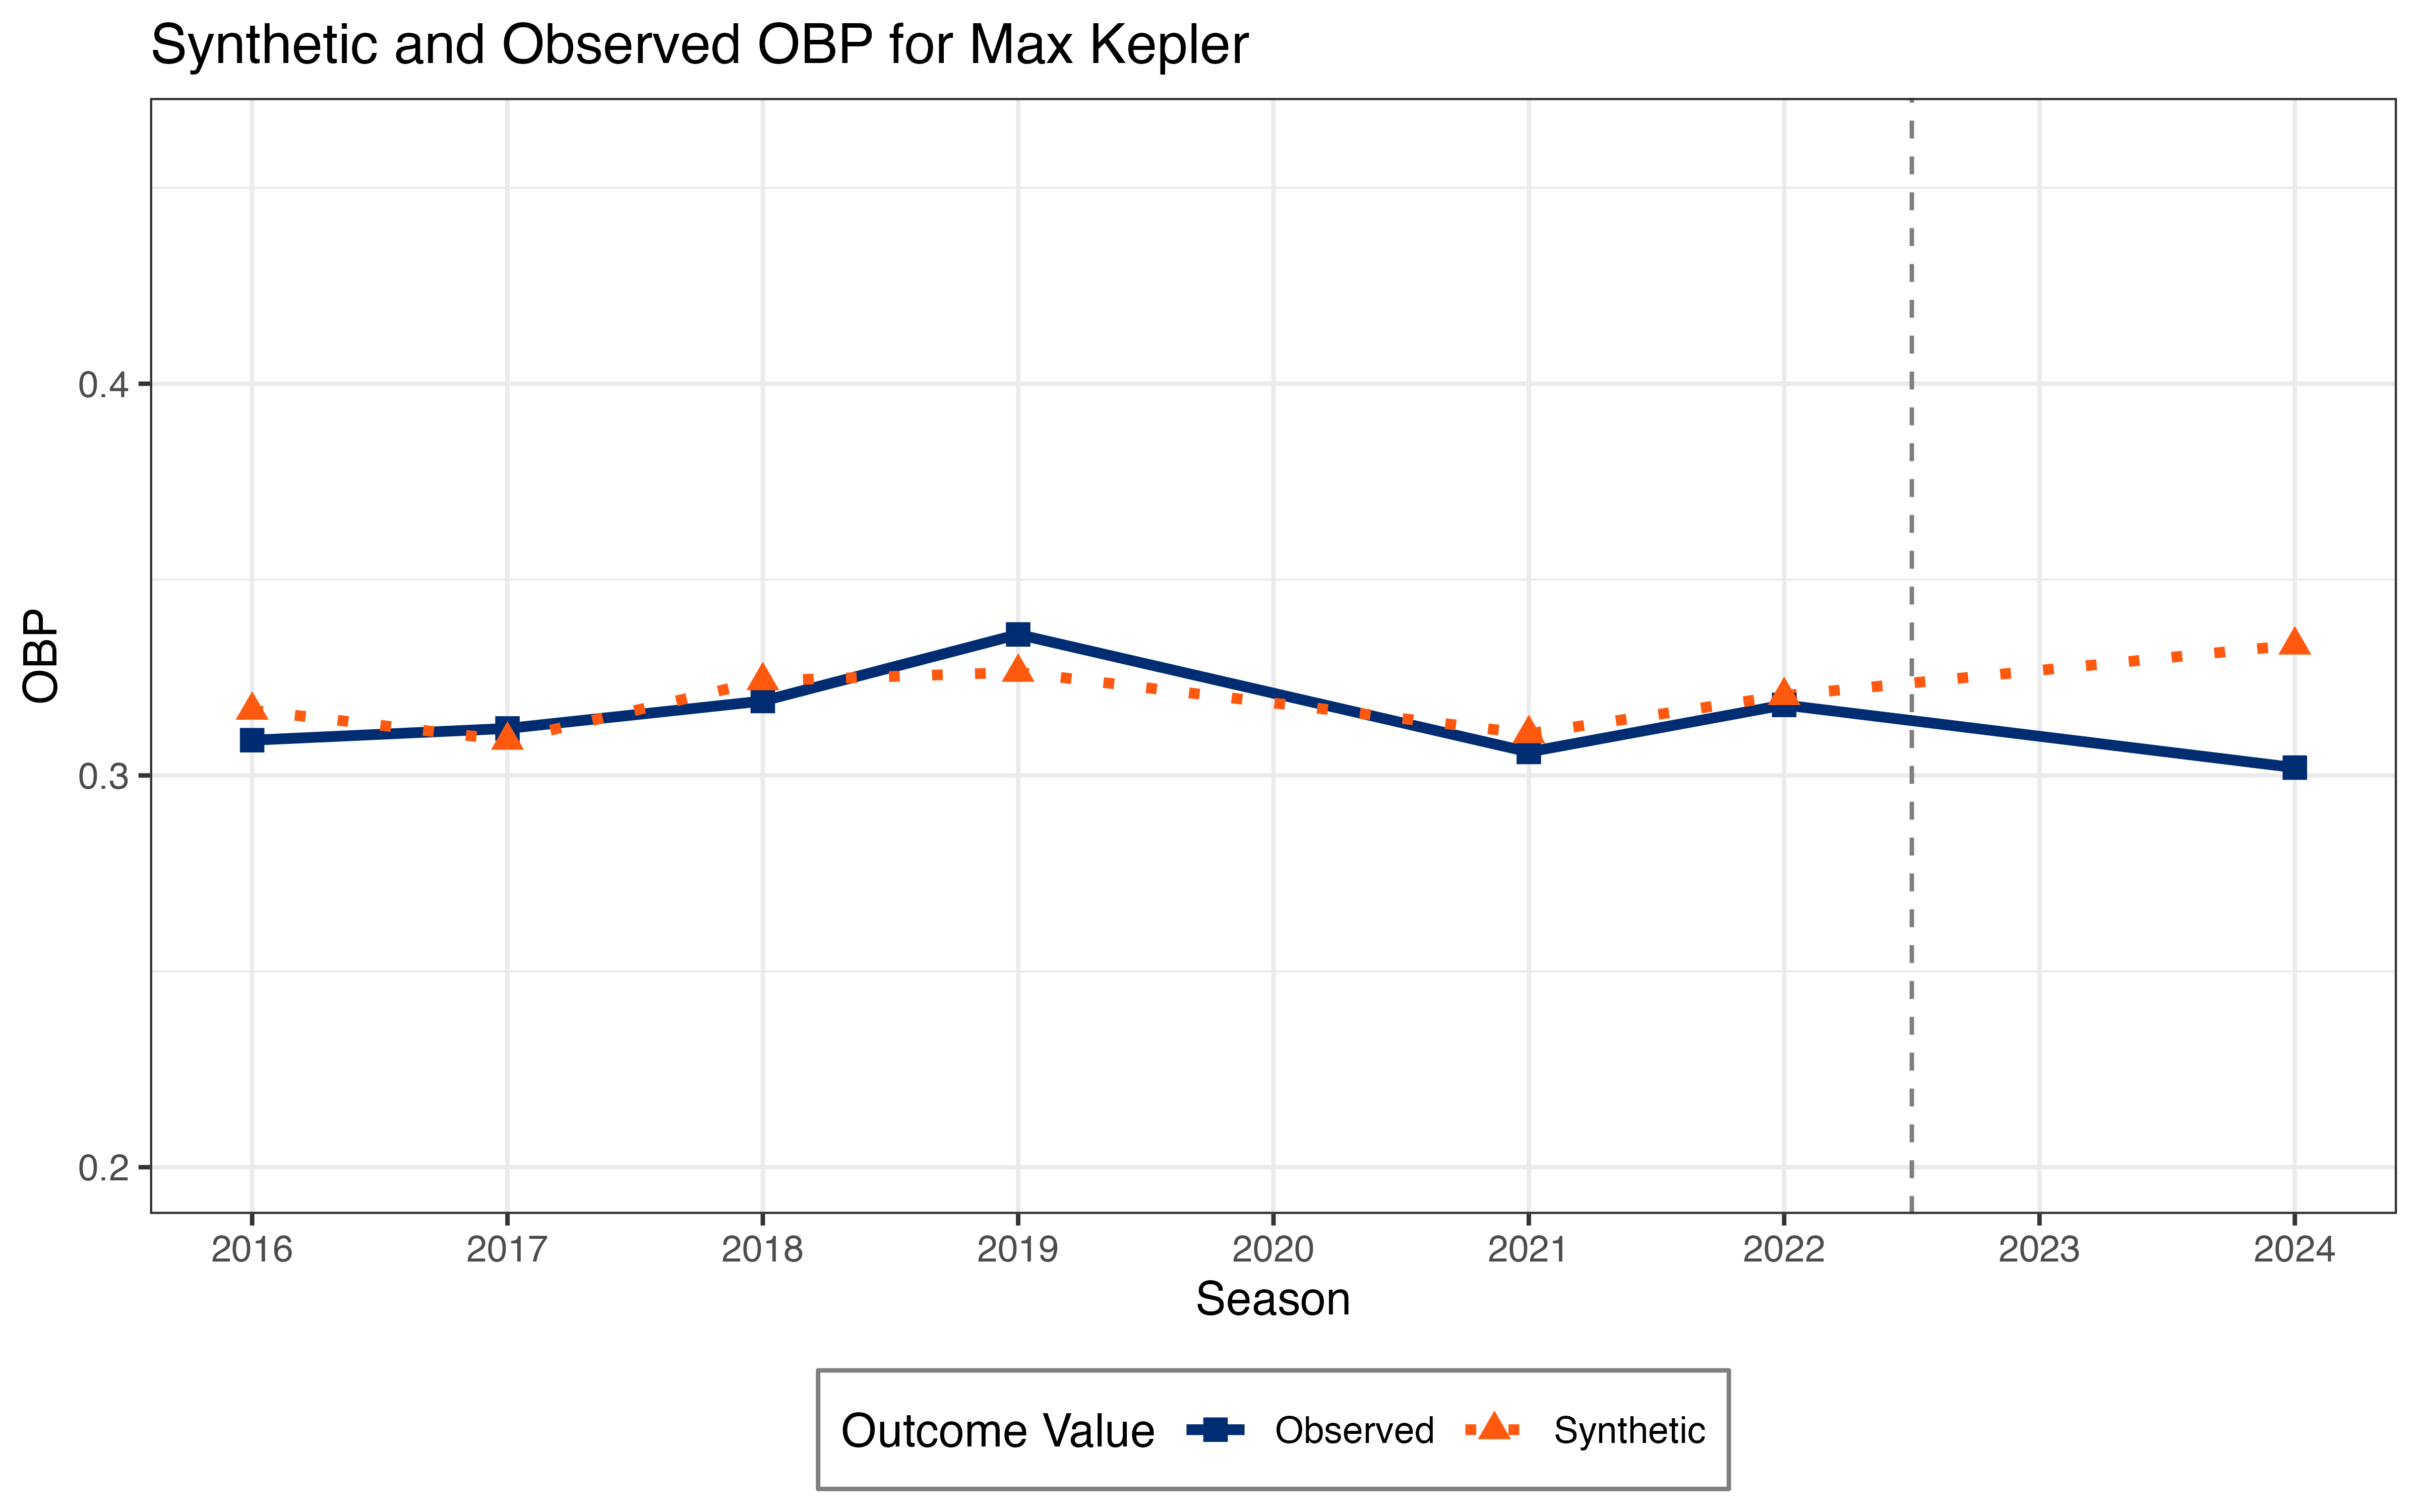 Synthetic and Observed OBP for Max Kepler
OBP
0.4
0.3
0.2
2016 2017 2018 2019 2020 2021 2022 2023 2024
Season
Outcome Value Observed Synthetic